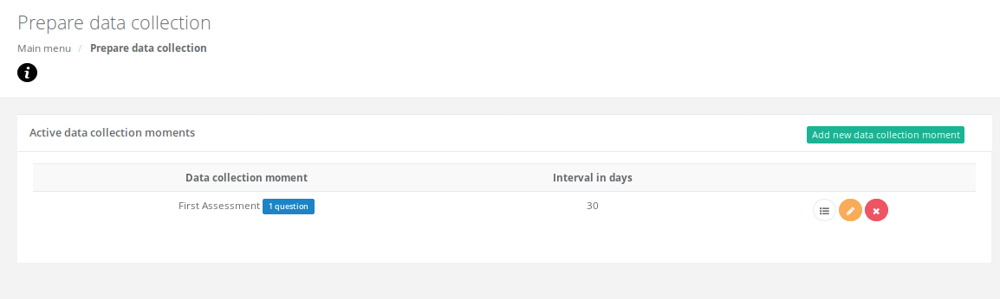 Prepare data collection
Main menu / Prepare data collection
i
Active data collection moments
Add new data collection moment
Data collection moment Interval in days
First Assessment 1 question 30